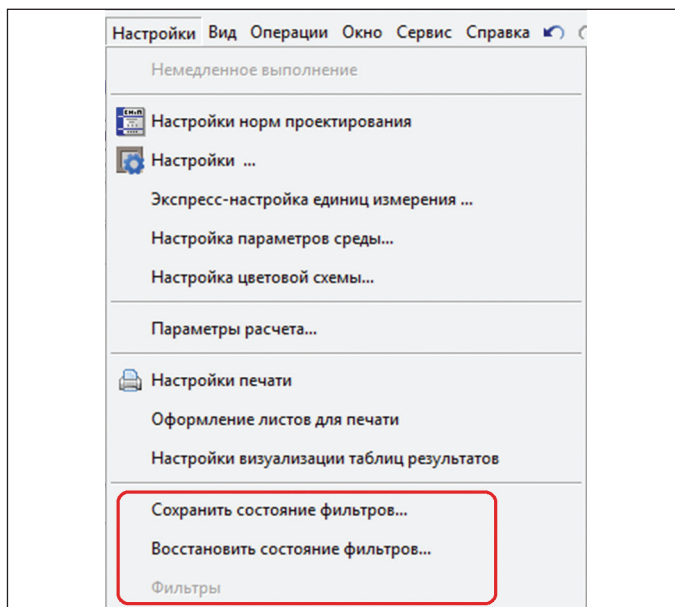 Настройки Вид Операции Окно Сервис Справка
Немедленное выполнение
СНиП
Настройки норм проектирования
Настройки ...
Экспресс-настройка единиц измерения ...
Настройка параметров среды...
Настройка цветовой схемы...
Параметры расчета...
Настройки печати
Оформление листов для печати
Настройки визуализации таблиц результатов
Сохранить состояние фильтров...
Восстановить состояние фильтров...
Фильтры